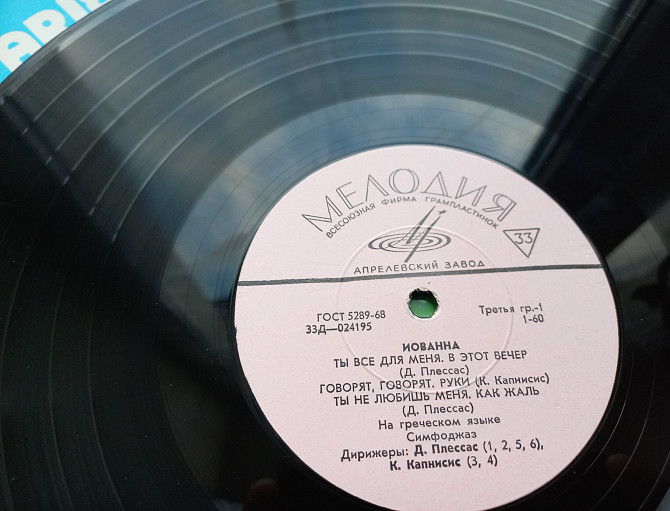 МЕЛОДИЯ
ВСЕСОЮЗНАЯ ФИРМА ГРАМПЛАСТИНОК
33
АПРЕЛЕВСКИЙ ЗАВОД
ГОСТ 5289-68
33Д—024195
Третья гр.-1
1-60
ИОВАННА
ТЫ ВСЕ ДЛЯ МЕНЯ. В ЭТОТ ВЕЧЕР
(Д. Плессас)
ГОВОРЯТ, ГОВОРЯТ. РУКИ (К. Капнисис)
ТЫ НЕ ЛЮБИШЬ МЕНЯ. КАК ЖАЛЬ
(Д. Плессас)
На греческом языке
Симфоджаз
Дирижеры: Д. Плессас (1, 2, 5, 6),
К. Капнисис (3, 4)